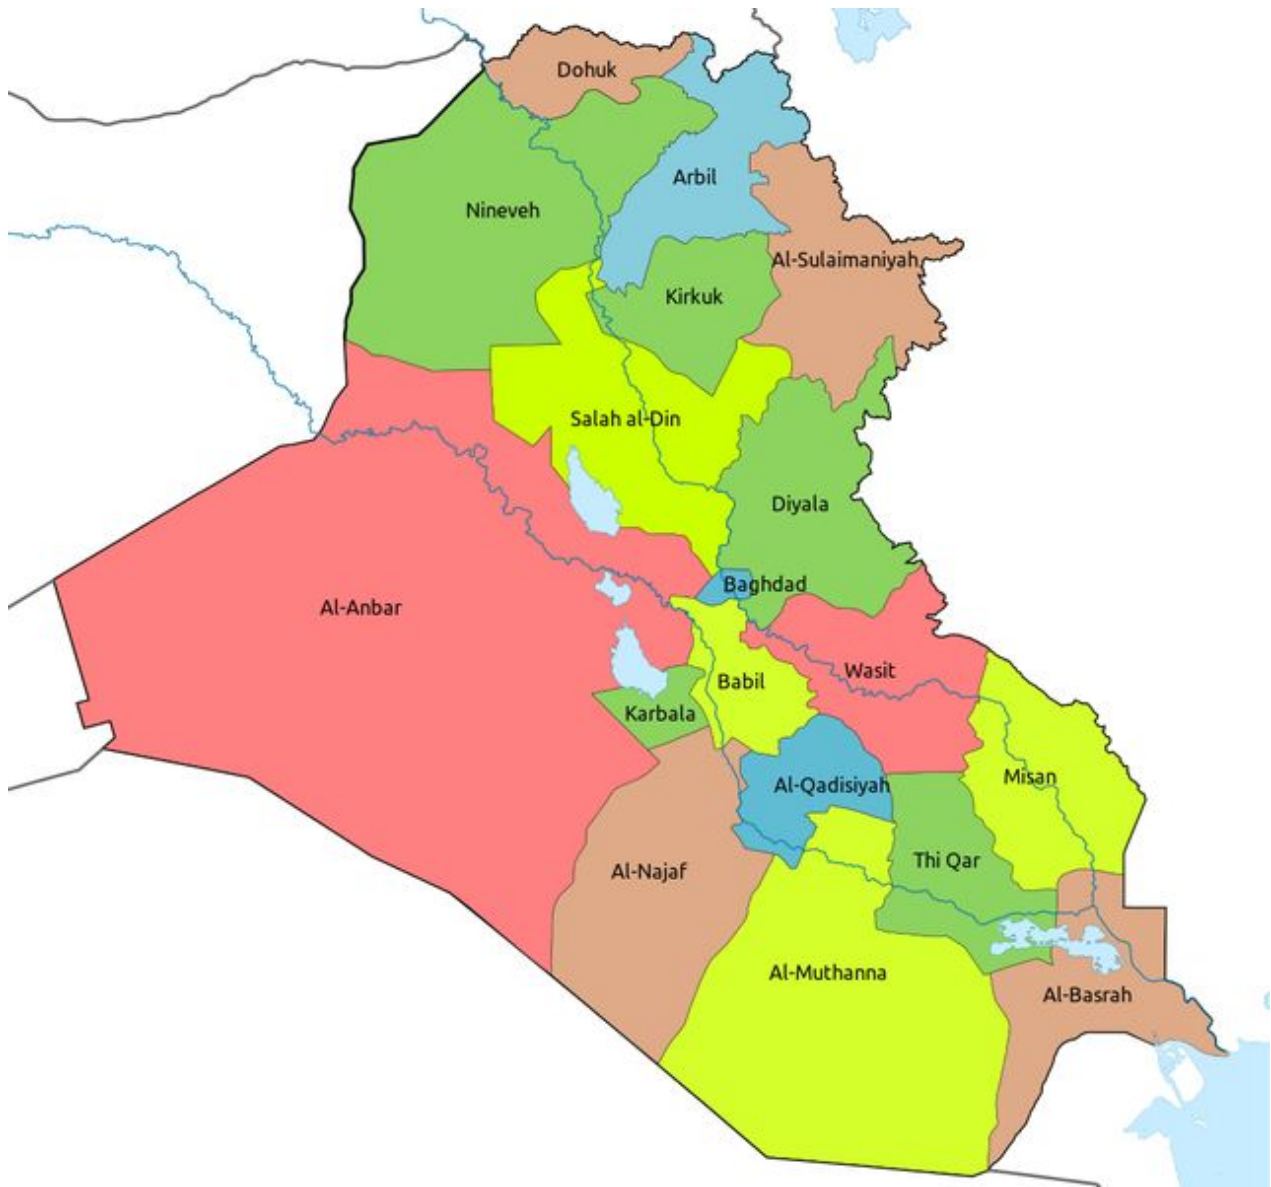 Dohuk
Arbil
Nineveh
Al-Sulaimaniyah
Kirkuk
Salah al-Din
Diyala
Baghdad
Al-Anbar
Wasit
Babil
Karbala
Misan
Al-Qadisiyah
Thi Qar
Al-Najaf
Al-Muthanna
Al-Basrah